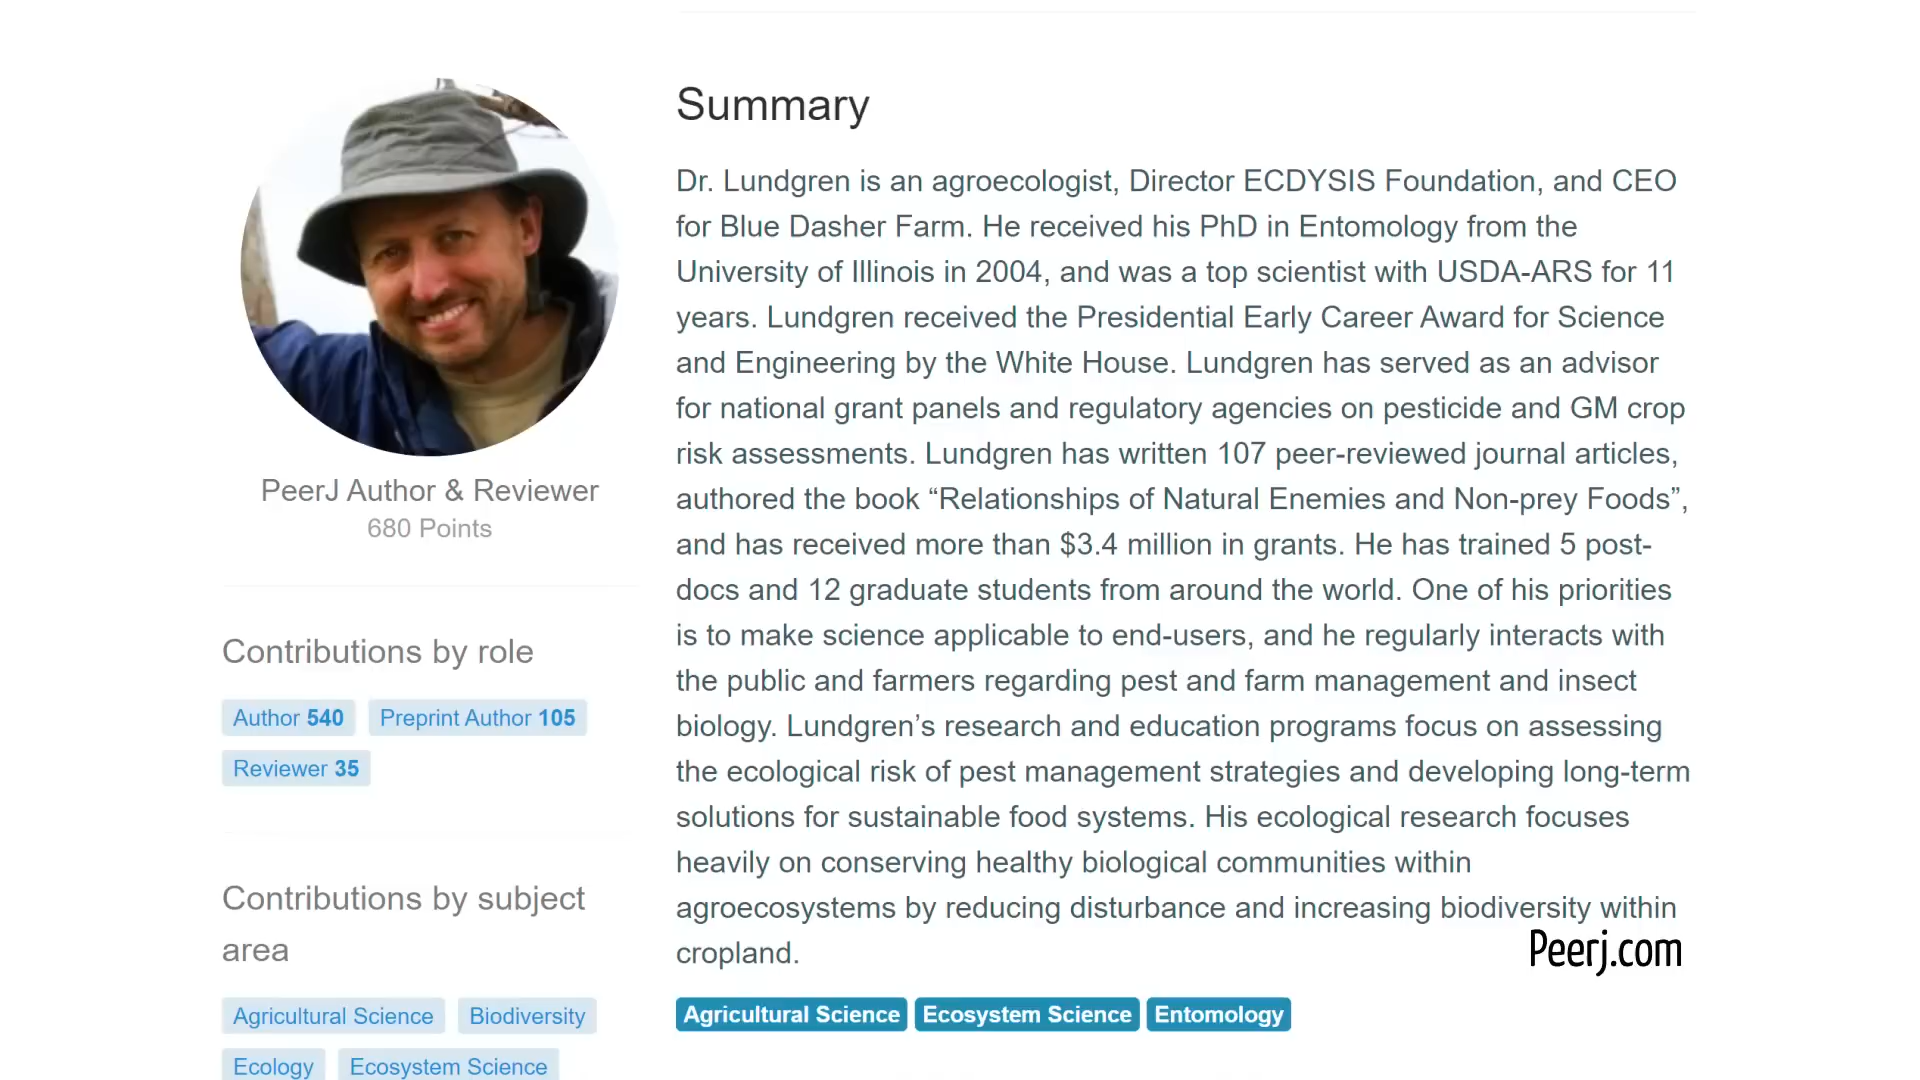 Summary
Dr. Lundgren is an agroecologist, Director ECDYSIS Foundation, and CEO
for Blue Dasher Farm. He received his PhD in Entomology from the
University of Illinois in 2004, and was a top scientist with USDA-ARS for 11
years. Lundgren received the Presidential Early Career Award for Science
and Engineering by the White House. Lundgren has served as an advisor
for national grant panels and regulatory agencies on pesticide and GM crop
risk assessments. Lundgren has written 107 peer-reviewed journal articles,
authored the book “Relationships of Natural Enemies and Non-prey Foods”,
and has received more than $3.4 million in grants. He has trained 5 post-
docs and 12 graduate students from around the world. One of his priorities
is to make science applicable to end-users, and he regularly interacts with
the public and farmers regarding pest and farm management and insect
biology. Lundgren’s research and education programs focus on assessing
the ecological risk of pest management strategies and developing long-term
solutions for sustainable food systems. His ecological research focuses
heavily on conserving healthy biological communities within
agroecosystems by reducing disturbance and increasing biodiversity within
cropland.
Peerj.com
Agricultural Science Ecosystem Science Entomology
PeerJ Author & Reviewer
680 Points
Contributions by role
Author 540 Preprint Author 105
Reviewer 35
Contributions by subject
area
Agricultural Science Biodiversity
Ecology Ecosystem Science